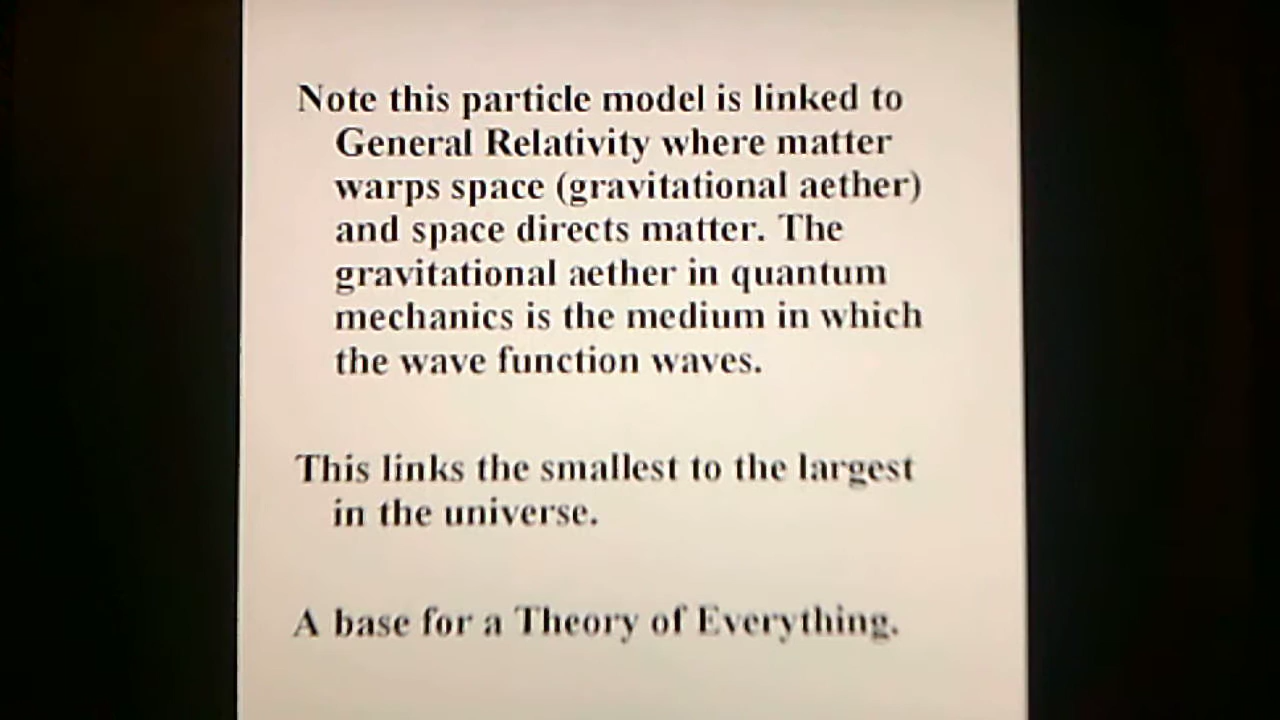 Note this particle model is linked to
General Relativity where matter
warps space (gravitational aether)
and space directs matter. The
gravitational aether in quantum
mechanics is the medium in which
the wave function waves.
This links the smallest to the largest
in the universe.
A base for a Theory of Everything.